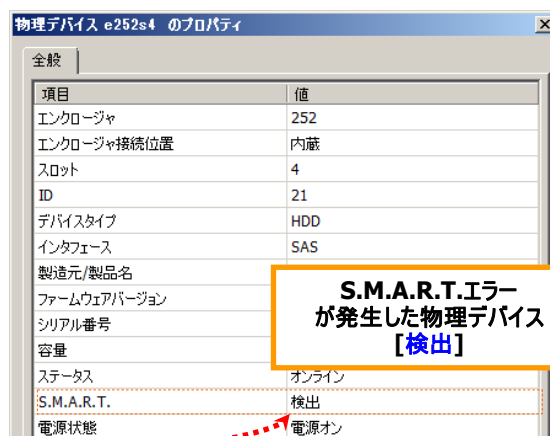 物理デバイス e252s4 のプロパティ
全般
項目 値
エンクロージャ 252
エンクロージャ接続位置 内蔵
スロット 4
ID 21
デバイスタイプ HDD
インタフェース SAS
製造元/製品名
ファームウェアバージョン
シリアル番号
容量
S.M.A.R.T.エラー
が発生した物理デバイス
[検出]
ステータス オンライン
S.M.A.R.T. 検出
電源状態 電源オン